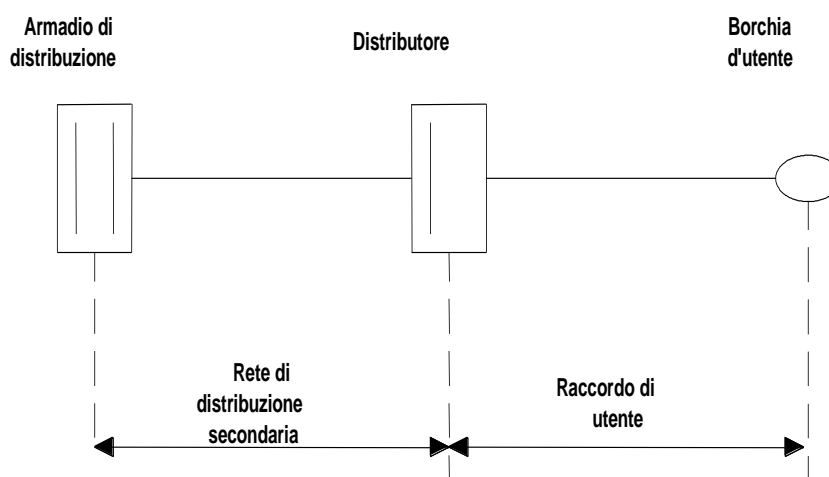 Armadio di
distribuzione
Distributore
Borchia
d'utente
Rete di
distribuzione
secondaria
Raccordo di
utente